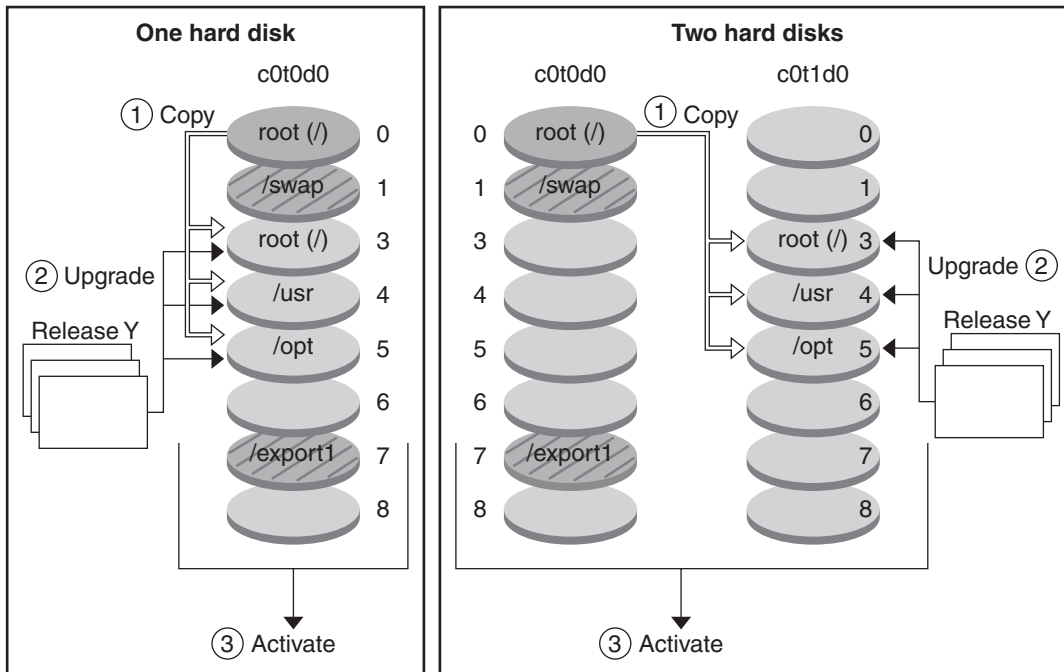 One hard disk
c0t0d0
1 Copy
root (/) 0
/swap 1
root (/) 3
2 Upgrade
/usr 4
Release Y
/opt 5
6
/export1 7
8
3 Activate
Two hard disks
c0t0d0 c0t1d0
1 Copy
0 root (/) 0
1 /swap 1
3 root (/) 3
Upgrade 2
4 /usr 4
Release Y
5 /opt 5
6 6
7 /export1 7
8 8
3 Activate